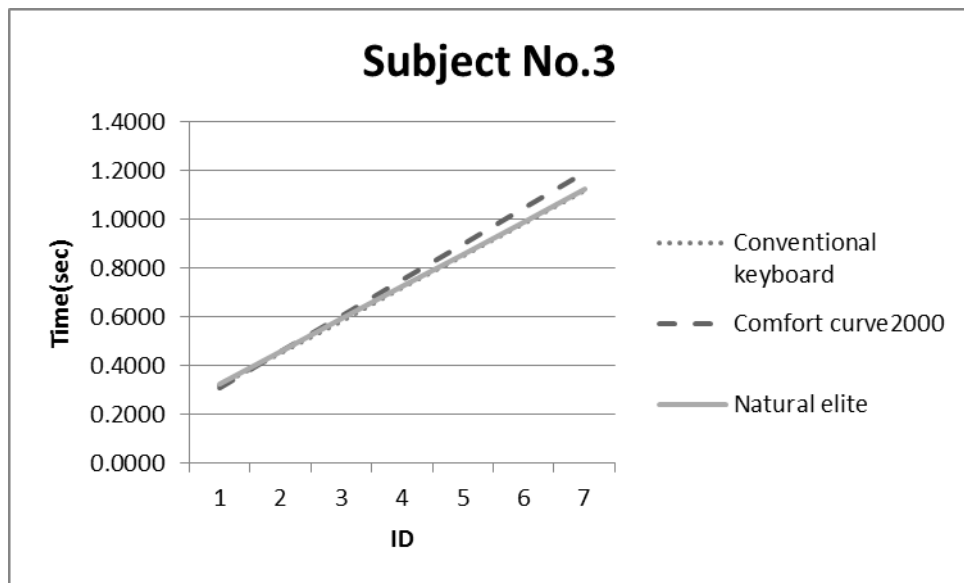 Subject No.3
1.4000
1.2000
1.0000
0.8000
0.6000
0.4000
0.2000
0.0000
Time(sec)
1 2 3 4 5 6 7
ID
Conventional
keyboard
Comfort curve2000
Natural elite